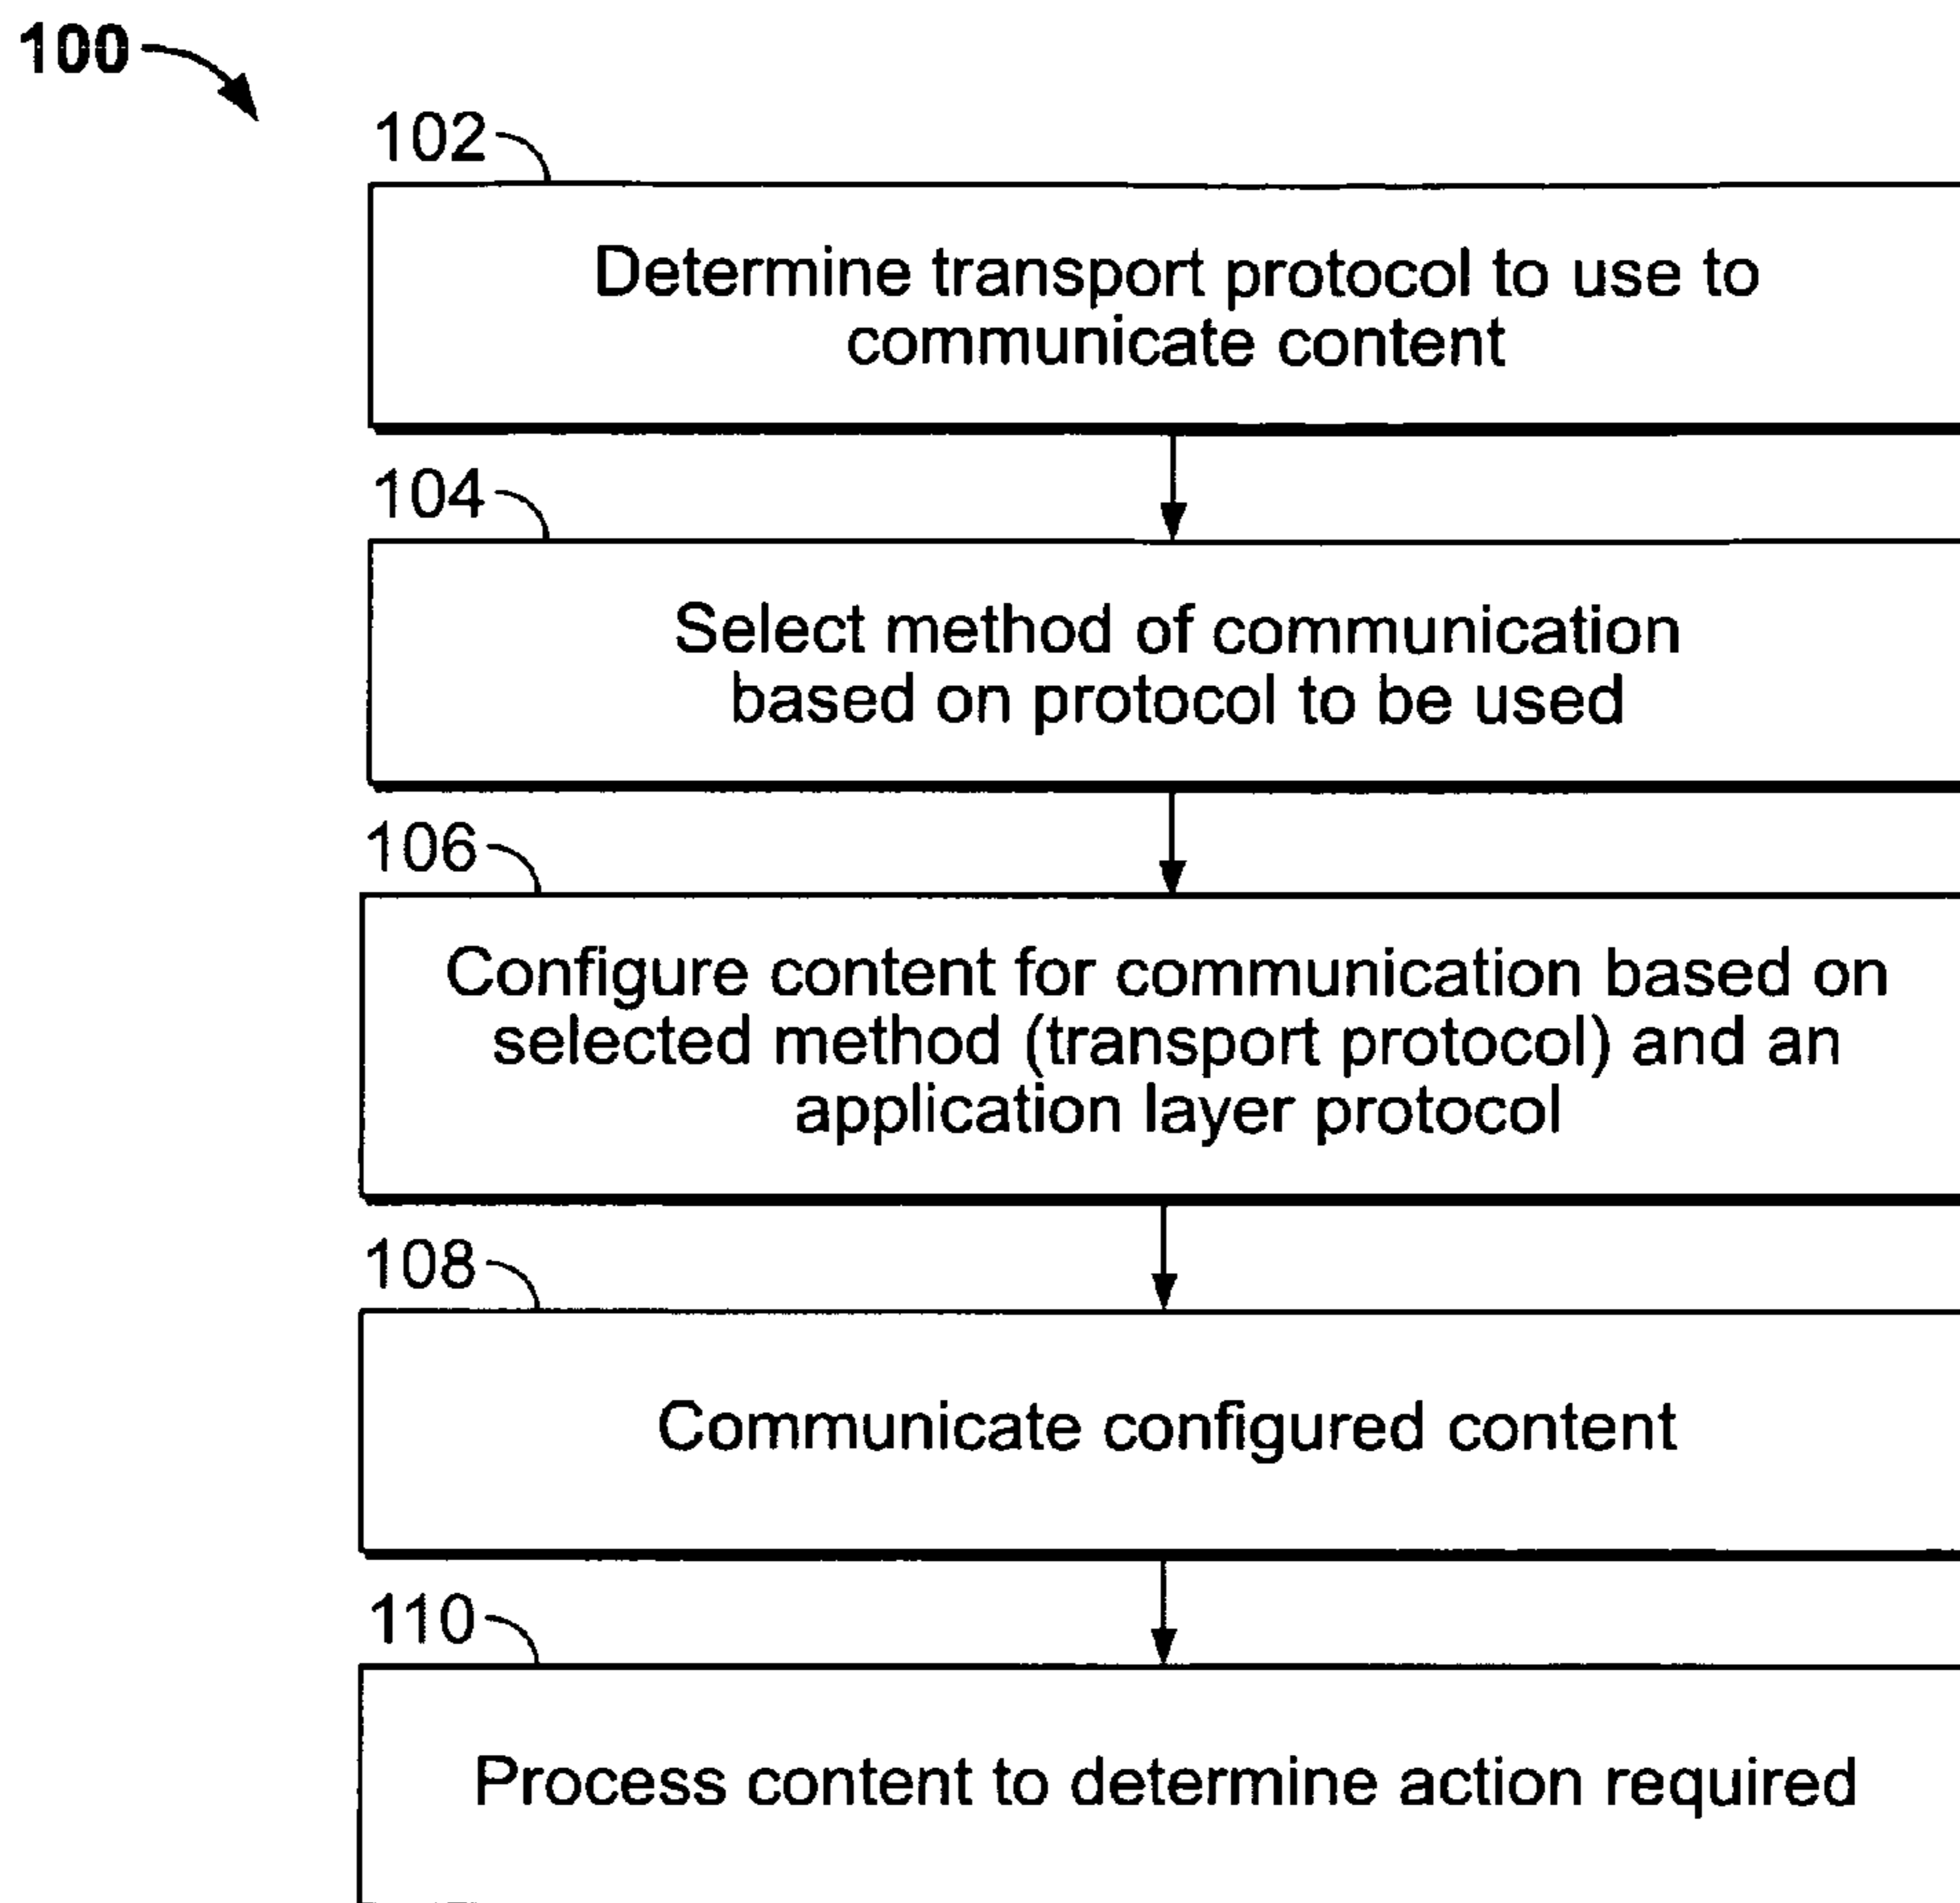 100
102
Determine transport protocol to use to
communicate content
104
Select method of communication
based on protocol to be used
106
Configure content for communication based on
selected method (transport protocol) and an
application layer protocol
108
Communicate configured content
110
Process content to determine action required